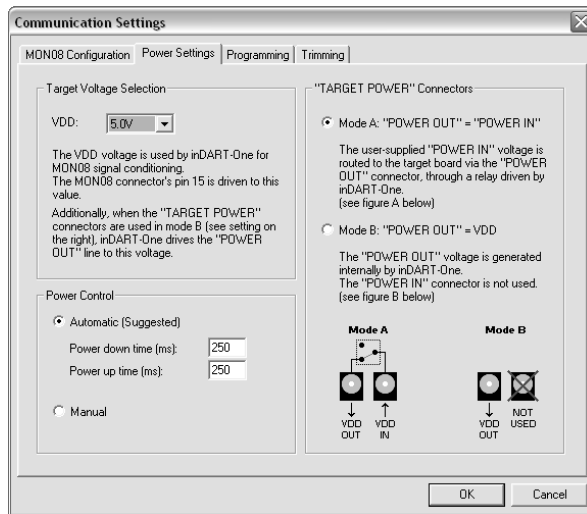 Communication Settings
MON08 Configuration
Power Settings
Programming
Trimming
Target Voltage Selection
VDD:
5.0V
The VDD voltage is used by inDART-One for
MON08 signal conditioning.
The MON08 connector's pin 15 is driven to this
value.
Additionally, when the "TARGET POWER"
connectors are used in mode B (see setting on
the right), inDART-One drives the "POWER
OUT" line to this voltage.
Power Control
Automatic (Suggested)
Power down time (ms):
250
Power up time (ms):
250
Manual
"TARGET POWER" Connectors
Mode A: "POWER OUT" = "POWER IN"
The user-supplied "POWER IN" voltage is
routed to the target board via the "POWER
OUT" connector, through a relay driven by
inDART-One.
(see figure A below)
Mode B: "POWER OUT" = VDD
The "POWER OUT" voltage is generated
internally by inDART-One.
The "POWER IN" connector is not used.
(see figure B below)
Mode A
VDD
OUT
VDD
IN
Mode B
VDD
OUT
NOT
USED
OK
Cancel